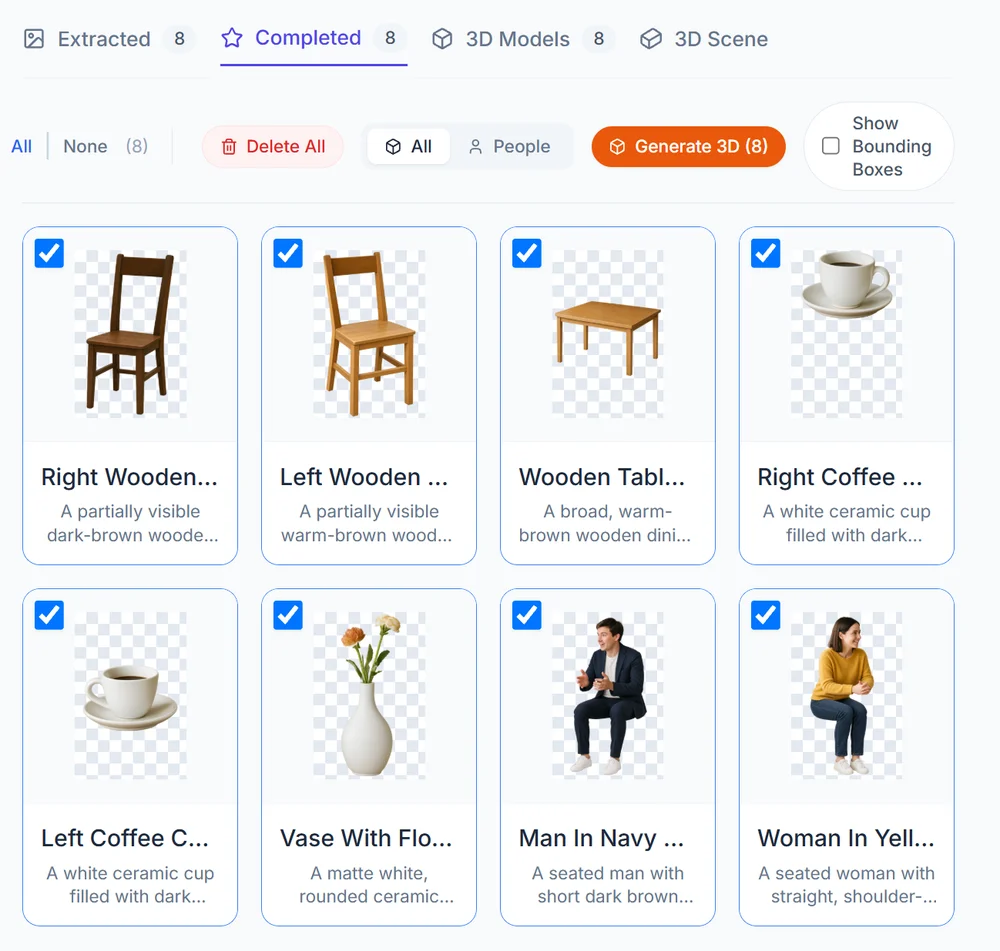 Extracted 8 Completed 8 3D Models 8 3D Scene
All None (8) Delete All All People Generate 3D (8) Show
Bounding
Boxes
Right Wooden...
A partially visible
dark-brown woode...
Left Wooden ...
A partially visible
warm-brown wood...
Wooden Tabl...
A broad, warm-
brown wooden dini...
Right Coffee ...
A white ceramic cup
filled with dark...
Left Coffee C...
A white ceramic cup
filled with dark...
Vase With Flo...
A matte white,
rounded ceramic...
Man In Navy ...
A seated man with
short dark brown...
Woman In Yell...
A seated woman with
straight, shoulder-...